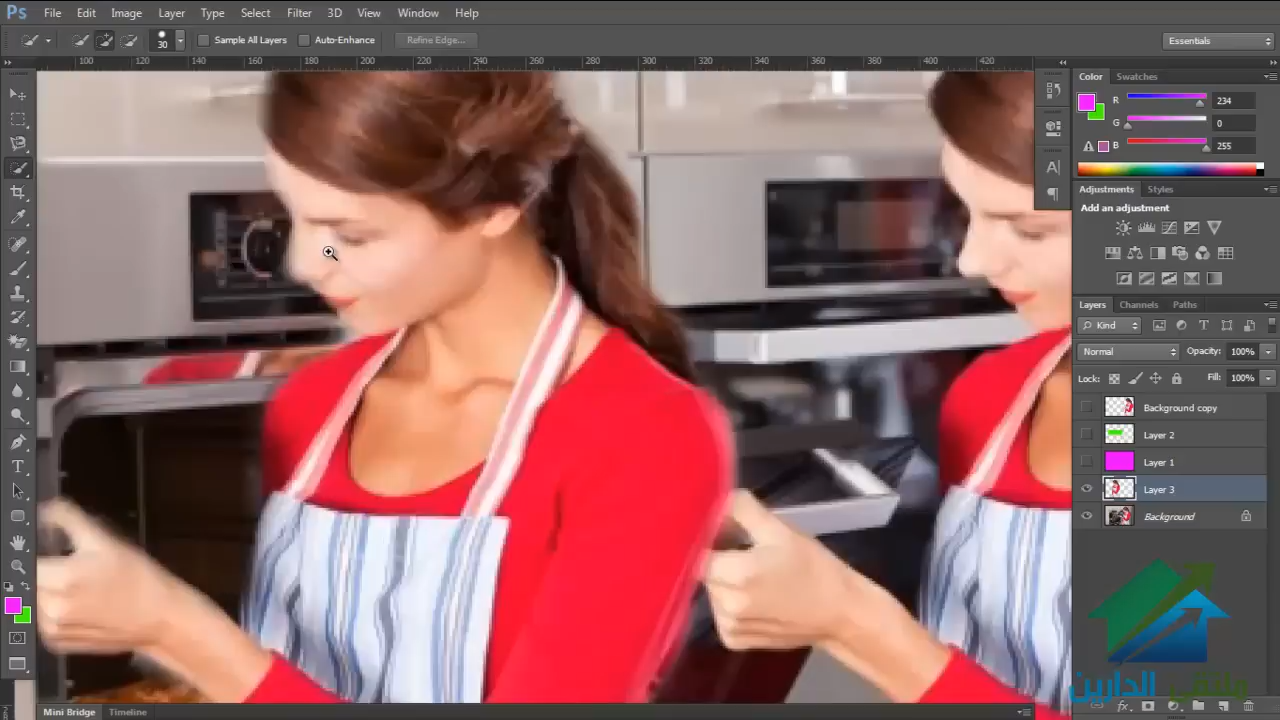 Ps File Edit Image Layer Type Select Filter 3D View Window Help
30 Sample All Layers Auto-Enhance Refine Edge... Essentials
100 120 140 160 180 200 220 240 260 280 300 320 340 360 380 400 420
Color Swatches
R 234
G 0
B 255
Adjustments Styles
Add an adjustment
Layers Channels Paths
Kind
Normal Opacity: 100%
Lock: Fill: 100%
Background copy
Layer 2
Layer 1
Layer 3
Background
ملتقى الدارين
Mini Bridge Timeline